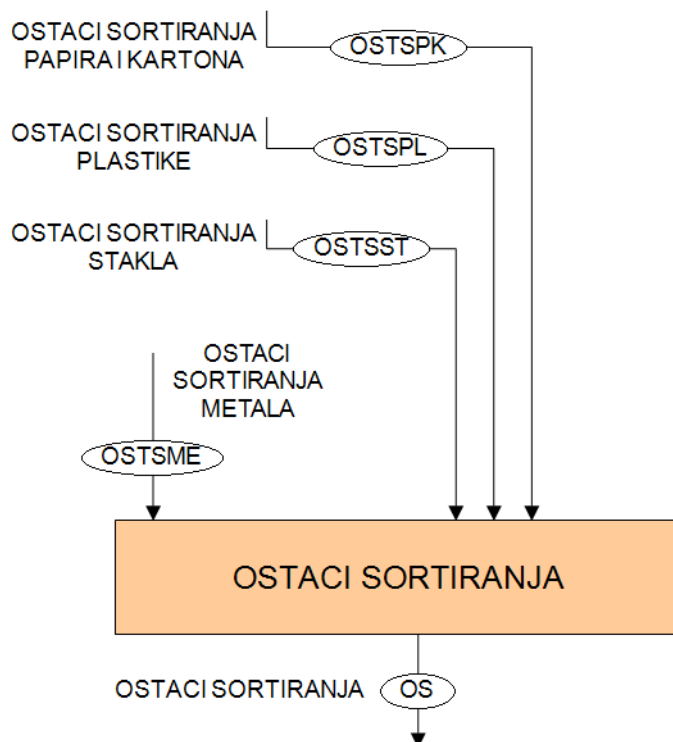 OSTACI SORTIRANJA
PAPIRA I KARTONA
OSTSPK
OSTACI SORTIRANJA
PLASTIKE
OSTSPL
OSTACI SORTIRANJA
STAKLA
OSTSST
OSTACI
SORTIRANJA
METALA
OSTSME
OSTACI SORTIRANJA
OSTACI SORTIRANJA
OS